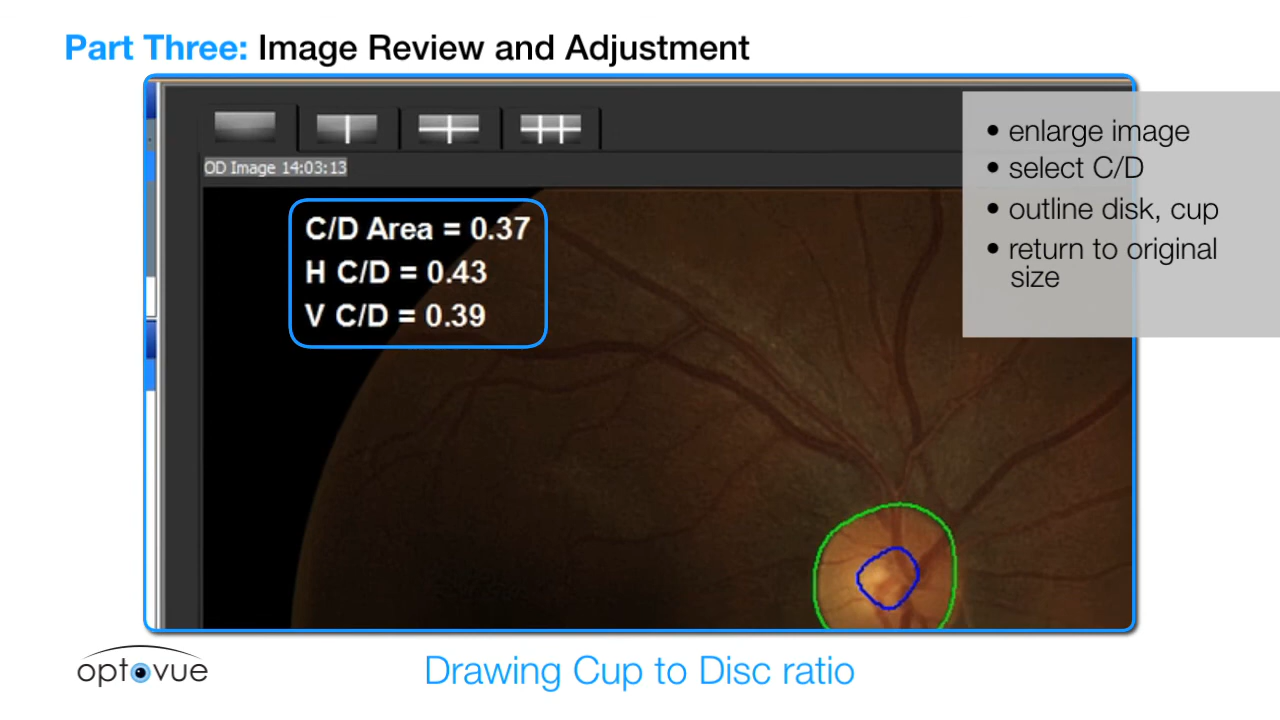 Part Three: Image Review and Adjustment
OD Image 14:03:13
C/D Area = 0.37
H C/D = 0.43
V C/D = 0.39
• enlarge image
• select C/D
• outline disk, cup
• return to original
size
optovue
Drawing Cup to Disc ratio